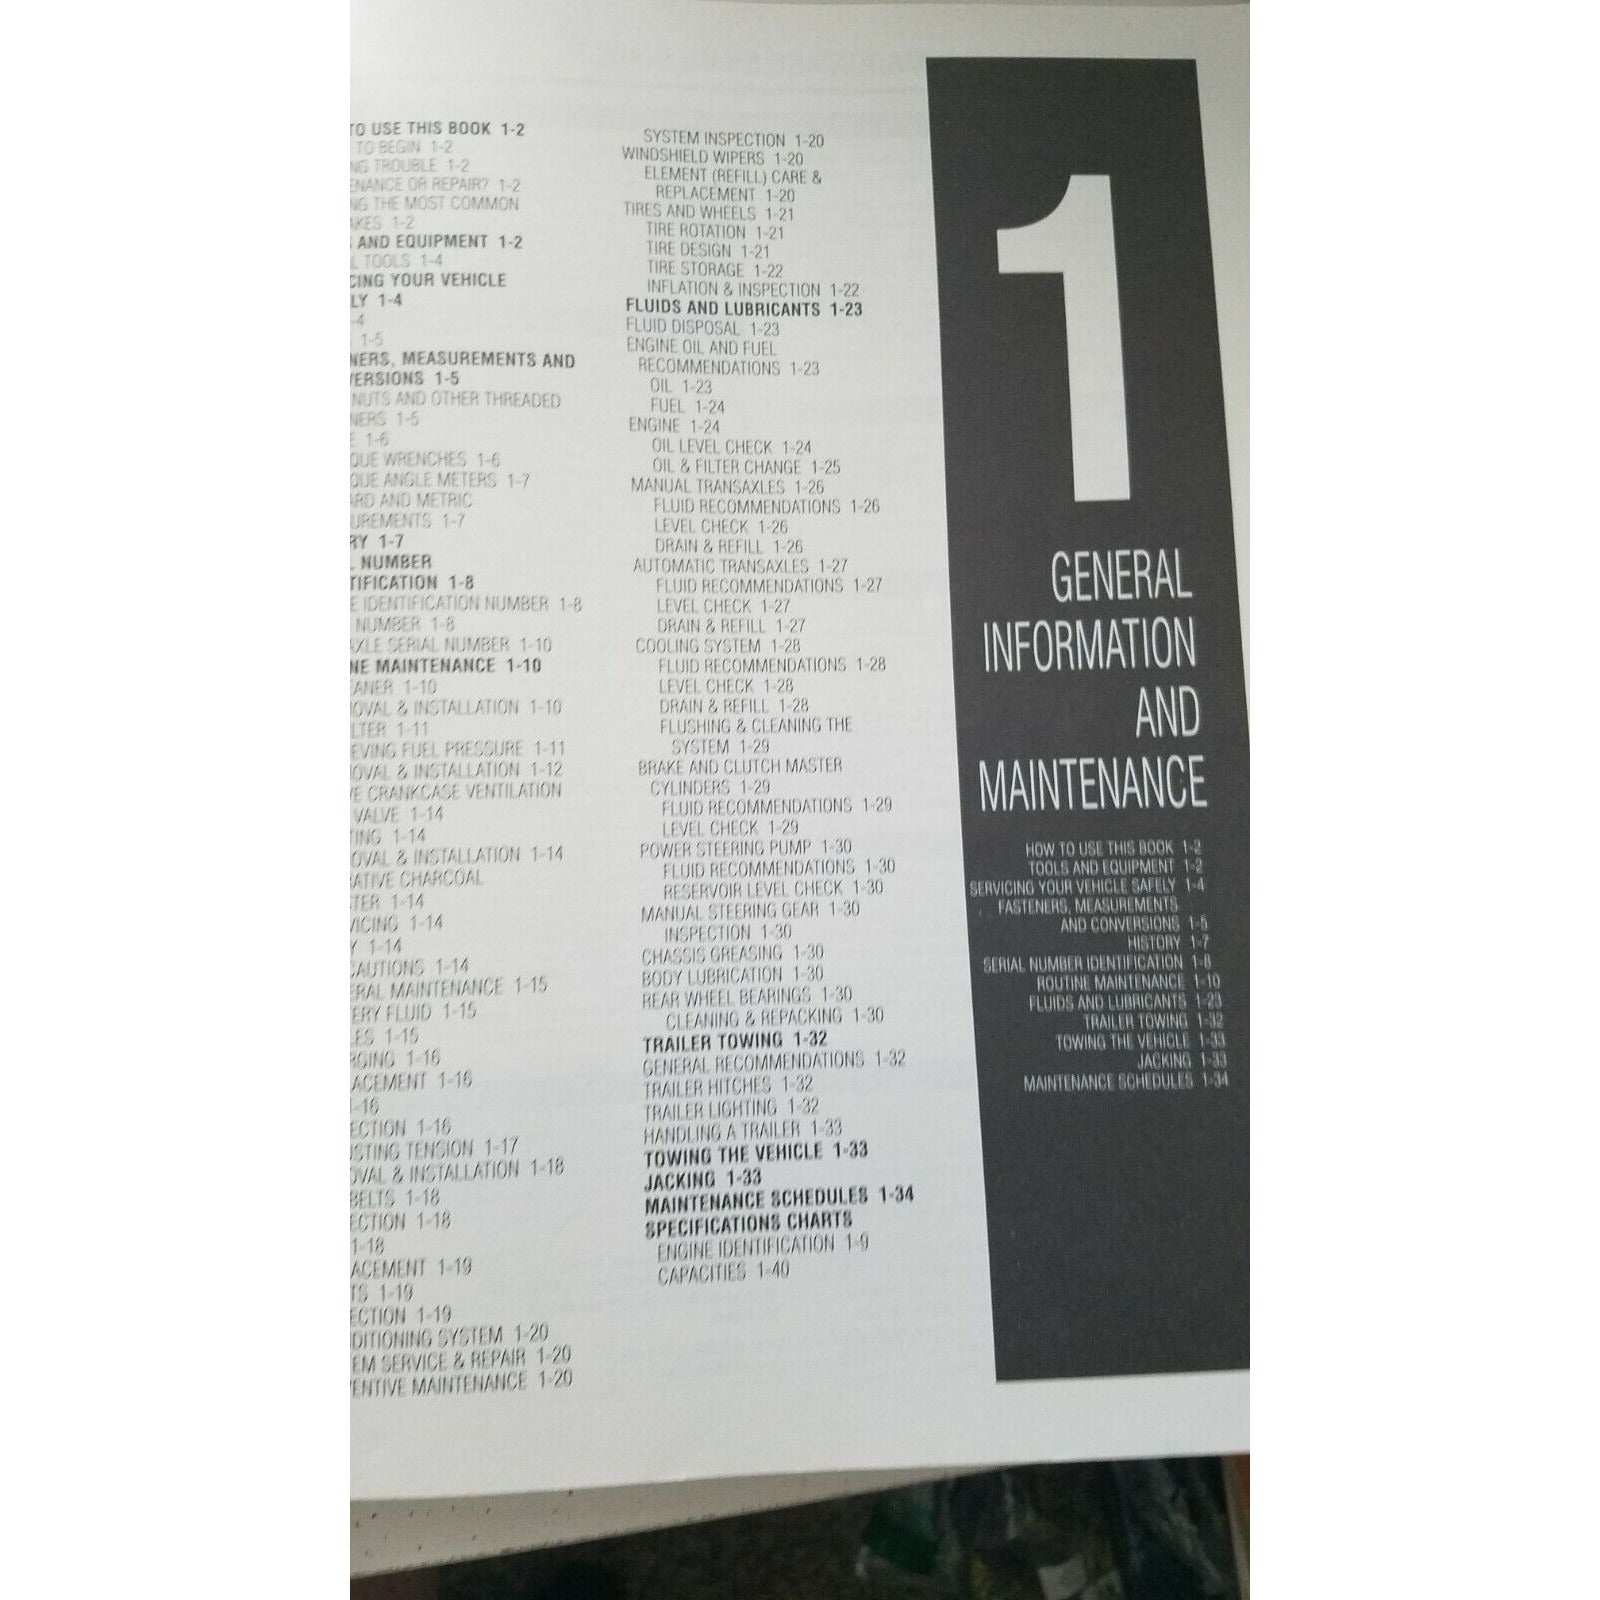 TO USE THIS BOOK 1-2
TO BEGIN 1-2
NG TROUBLE 1-2
ENANCE OR REPAIR? 1-2
NG THE MOST COMMON
AKES 1-2
AND EQUIPMENT 1-2
L TOOLS 1-4
CING YOUR VEHICLE
LY 1-4
-4
1-5
NERS, MEASUREMENTS AND
VERSIONS 1-5
NUTS AND OTHER THREADED
NERS 1-5
E 1-6
QUE WRENCHES 1-6
QUE ANGLE METERS 1-7
ARD AND METRIC
UREMENTS 1-7
RY 1-7
L NUMBER
TIFICATION 1-8
E IDENTIFICATION NUMBER 1-8
NUMBER 1-8
AXLE SERIAL NUMBER 1-10
NE MAINTENANCE 1-10
EANER 1-10
OVAL & INSTALLATION 1-10
LTER 1-11
EVING FUEL PRESSURE 1-11
OVAL & INSTALLATION 1-12
VE CRANKCASE VENTILATION
VALVE 1-14
TING 1-14
OVAL & INSTALLATION 1-14
RATIVE CHARCOAL
STER 1-14
VICING 1-14
Y 1-14
CAUTIONS 1-14
ERAL MAINTENANCE 1-15
ERY FLUID 1-15
LES 1-15
RGING 1-16
ACEMENT 1-16
1-16
ECTION 1-16
USTING TENSION 1-17
OVAL & INSTALLATION 1-18
BELTS 1-18
ECTION 1-18
1-18
ACEMENT 1-19
TS 1-19
ECTION 1-19
DITIONING SYSTEM 1-20
EM SERVICE & REPAIR 1-20
ENTIVE MAINTENANCE 1-20
SYSTEM INSPECTION 1-20
WINDSHIELD WIPERS 1-20
ELEMENT (REFILL) CARE &
REPLACEMENT 1-20
TIRES AND WHEELS 1-21
TIRE ROTATION 1-21
TIRE DESIGN 1-21
TIRE STORAGE 1-22
INFLATION & INSPECTION 1-22
FLUIDS AND LUBRICANTS 1-23
FLUID DISPOSAL 1-23
ENGINE OIL AND FUEL
RECOMMENDATIONS 1-23
OIL 1-23
FUEL 1-24
ENGINE 1-24
OIL LEVEL CHECK 1-24
OIL & FILTER CHANGE 1-25
MANUAL TRANSAXLES 1-26
FLUID RECOMMENDATIONS 1-26
LEVEL CHECK 1-26
DRAIN & REFILL 1-26
AUTOMATIC TRANSAXLES 1-27
FLUID RECOMMENDATIONS 1-27
LEVEL CHECK 1-27
DRAIN & REFILL 1-27
COOLING SYSTEM 1-28
FLUID RECOMMENDATIONS 1-28
LEVEL CHECK 1-28
DRAIN & REFILL 1-28
FLUSHING & CLEANING THE
SYSTEM 1-29
BRAKE AND CLUTCH MASTER
CYLINDERS 1-29
FLUID RECOMMENDATIONS 1-29
LEVEL CHECK 1-29
POWER STEERING PUMP 1-30
FLUID RECOMMENDATIONS 1-30
RESERVOIR LEVEL CHECK 1-30
MANUAL STEERING GEAR 1-30
INSPECTION 1-30
CHASSIS GREASING 1-30
BODY LUBRICATION 1-30
REAR WHEEL BEARINGS 1-30
CLEANING & REPACKING 1-30
TRAILER TOWING 1-32
GENERAL RECOMMENDATIONS 1-32
TRAILER HITCHES 1-32
TRAILER LIGHTING 1-32
HANDLING A TRAILER 1-33
TOWING THE VEHICLE 1-33
JACKING 1-33
MAINTENANCE SCHEDULES 1-34
SPECIFICATIONS CHARTS
ENGINE IDENTIFICATION 1-9
CAPACITIES 1-40
1
GENERAL
INFORMATION
AND
MAINTENANCE
HOW TO USE THIS BOOK 1-2
TOOLS AND EQUIPMENT 1-2
SERVICING YOUR VEHICLE SAFELY 1-4
FASTENERS, MEASUREMENTS
AND CONVERSIONS 1-5
HISTORY 1-7
SERIAL NUMBER IDENTIFICATION 1-8
ROUTINE MAINTENANCE 1-10
FLUIDS AND LUBRICANTS 1-23
TRAILER TOWING 1-32
TOWING THE VEHICLE 1-33
JACKING 1-33
MAINTENANCE SCHEDULES 1-34